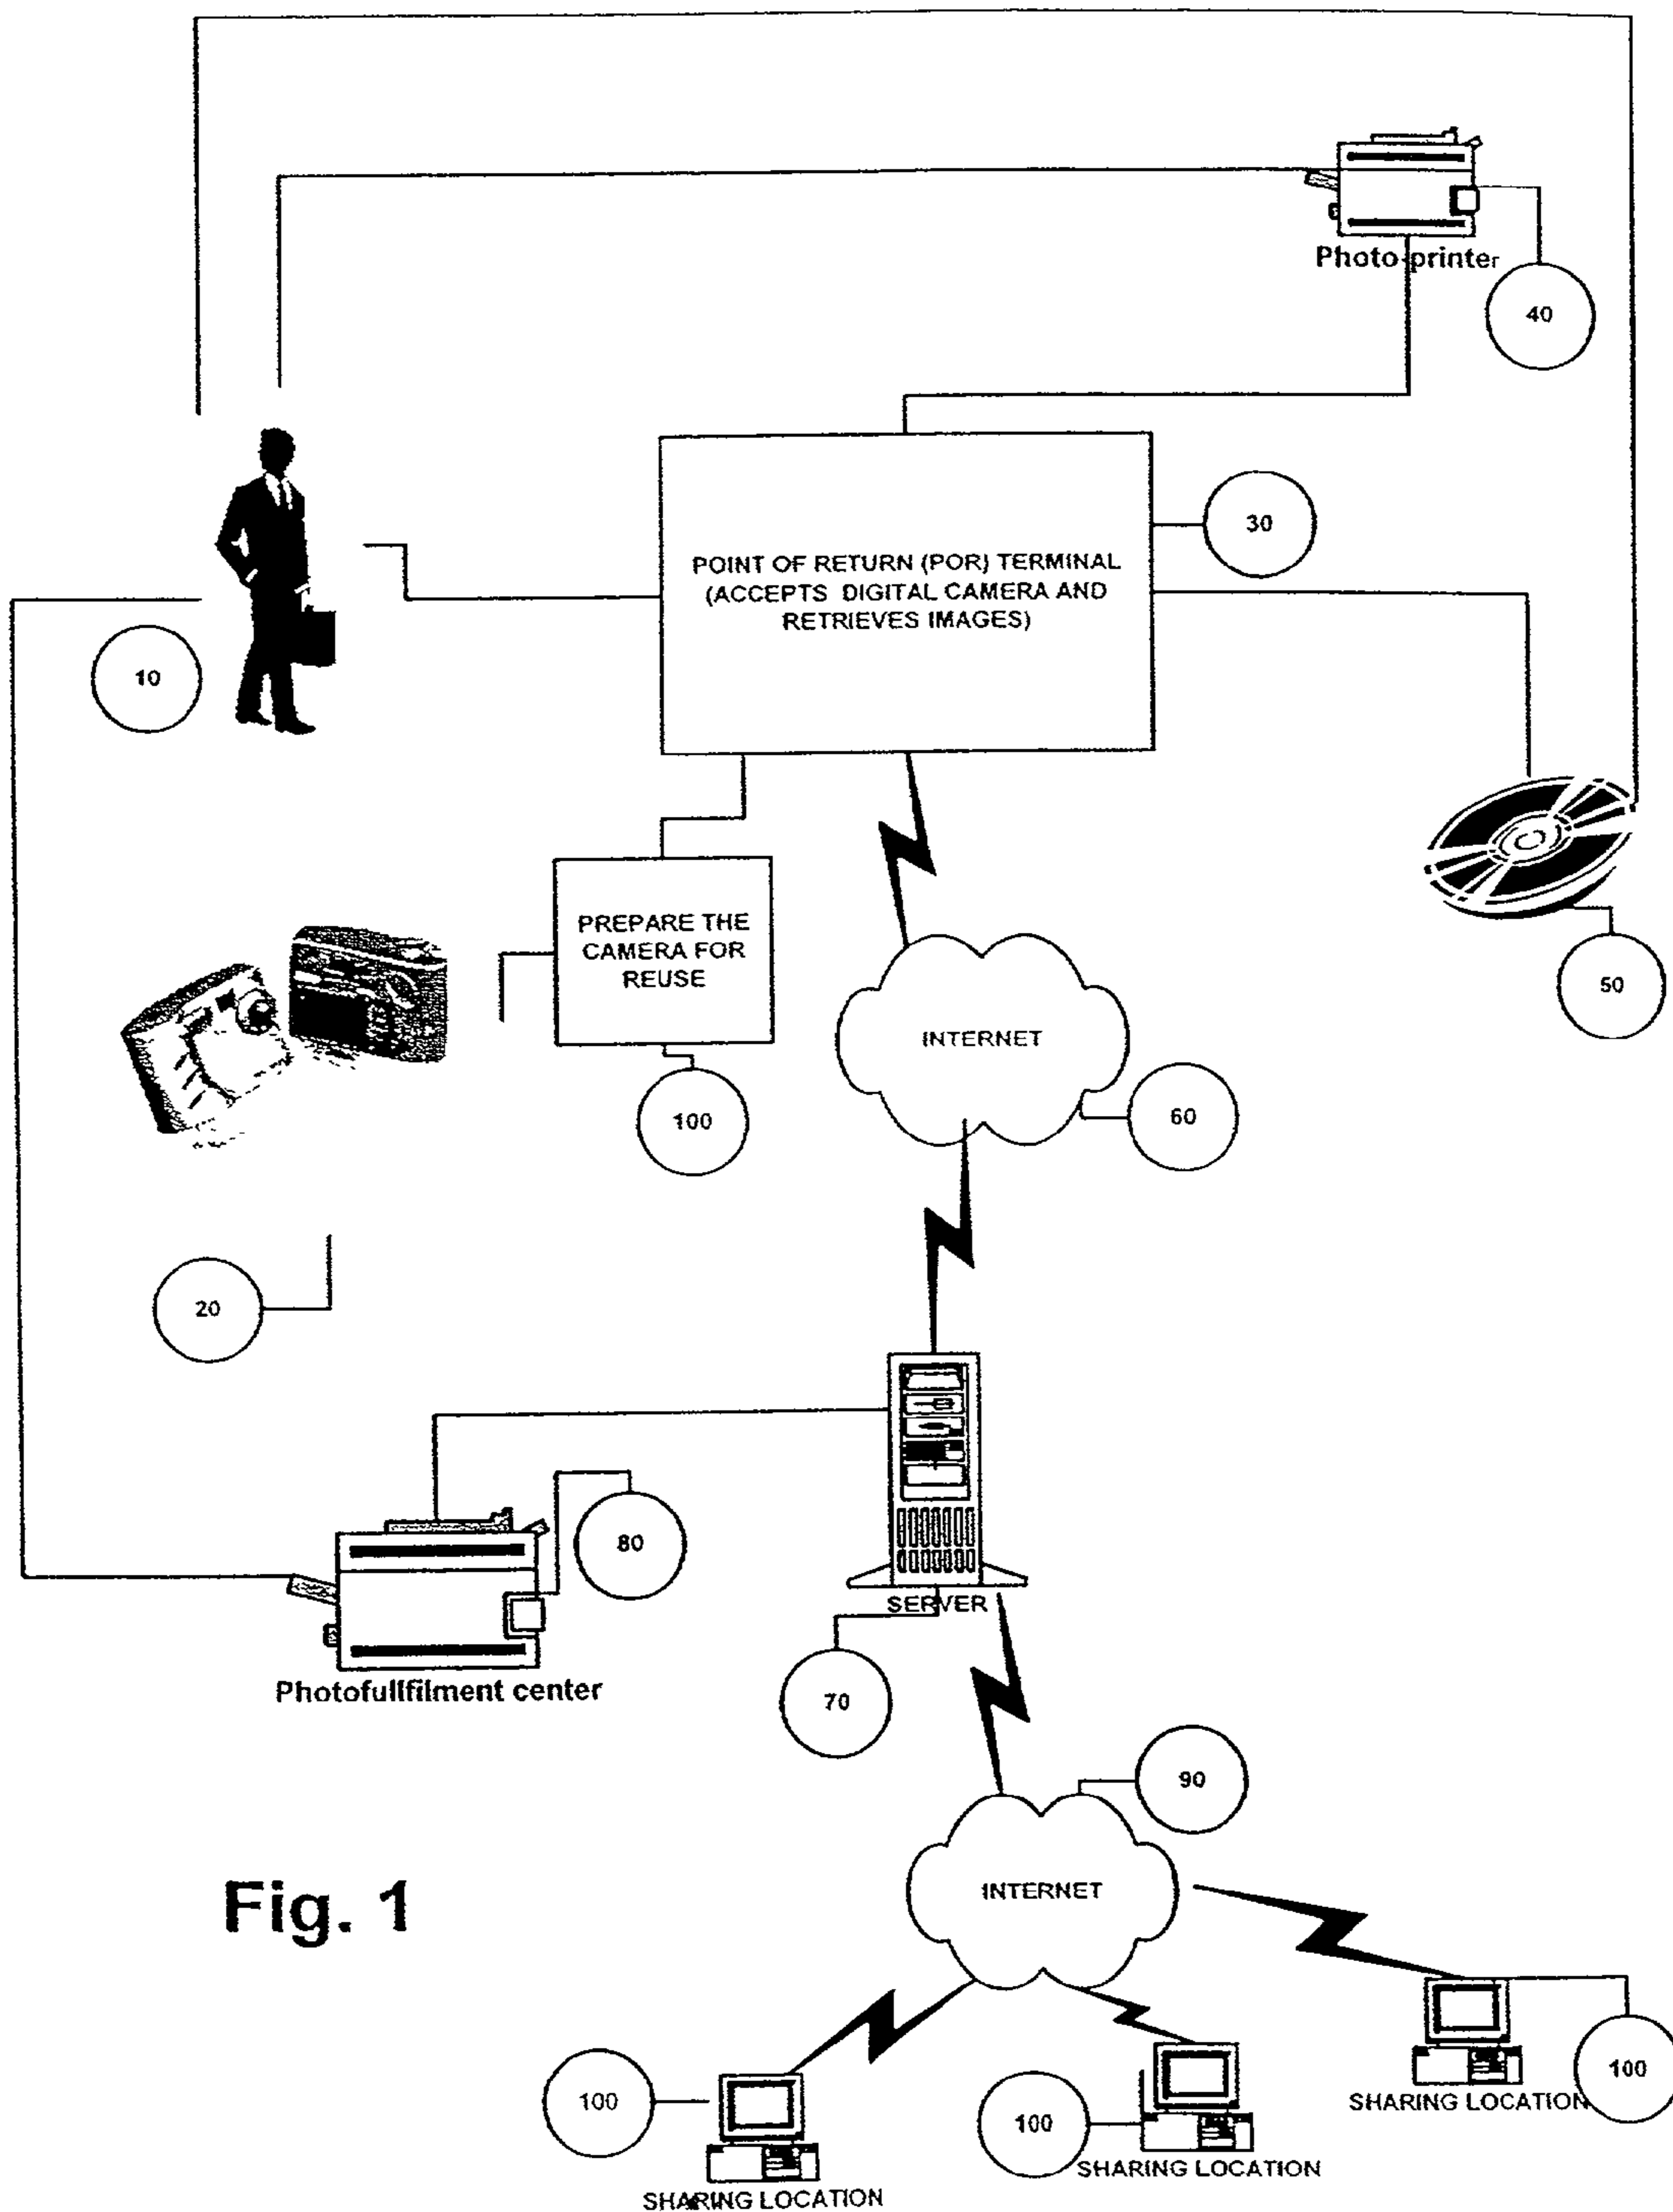 Photo-printer
40
30
POINT OF RETURN (POR) TERMINAL
(ACCEPTS DIGITAL CAMERA AND
RETRIEVES IMAGES)
10
PREPARE THE
CAMERA FOR
REUSE
50
INTERNET
100
60
20
80
SERVER
Photofullfilment center
70
90
INTERNET
Fig. 1
100
SHARING LOCATION
100
SHARING LOCATION
100
SHARING LOCATION